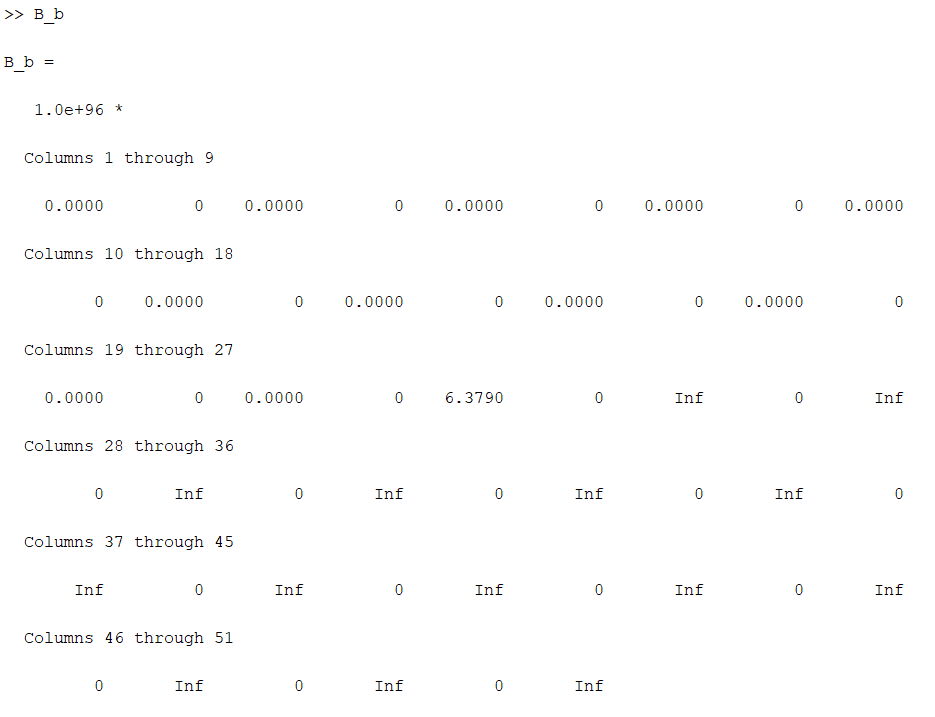 >> B_b
B_b =
1.0e+96 *
Columns 1 through 9
0.0000 0 0.0000 0 0.0000 0 0.0000 0 0.0000
Columns 10 through 18
0 0.0000 0 0.0000 0 0.0000 0 0.0000 0
Columns 19 through 27
0.0000 0 0.0000 0 6.3790 0 Inf 0 Inf
Columns 28 through 36
0 Inf 0 Inf 0 Inf 0 Inf 0
Columns 37 through 45
Inf 0 Inf 0 Inf 0 Inf 0 Inf
Columns 46 through 51
0 Inf 0 Inf 0 Inf